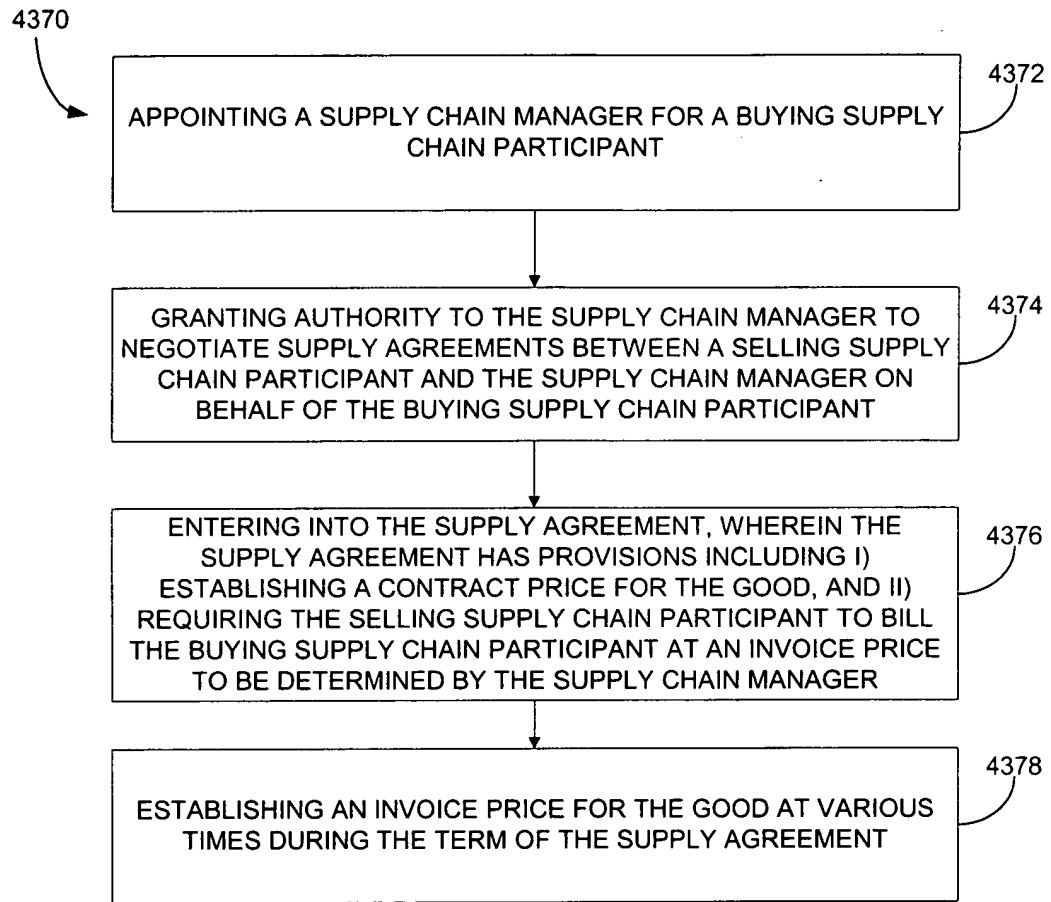 4370
4372
APPOINTING A SUPPLY CHAIN MANAGER FOR A BUYING SUPPLY
CHAIN PARTICIPANT
4374
GRANTING AUTHORITY TO THE SUPPLY CHAIN MANAGER TO
NEGOTIATE SUPPLY AGREEMENTS BETWEEN A SELLING SUPPLY
CHAIN PARTICIPANT AND THE SUPPLY CHAIN MANAGER ON
BEHALF OF THE BUYING SUPPLY CHAIN PARTICIPANT
4376
ENTERING INTO THE SUPPLY AGREEMENT, WHEREIN THE
SUPPLY AGREEMENT HAS PROVISIONS INCLUDING I)
ESTABLISHING A CONTRACT PRICE FOR THE GOOD, AND II)
REQUIRING THE SELLING SUPPLY CHAIN PARTICIPANT TO BILL
THE BUYING SUPPLY CHAIN PARTICIPANT AT AN INVOICE PRICE
TO BE DETERMINED BY THE SUPPLY CHAIN MANAGER
4378
ESTABLISHING AN INVOICE PRICE FOR THE GOOD AT VARIOUS
TIMES DURING THE TERM OF THE SUPPLY AGREEMENT